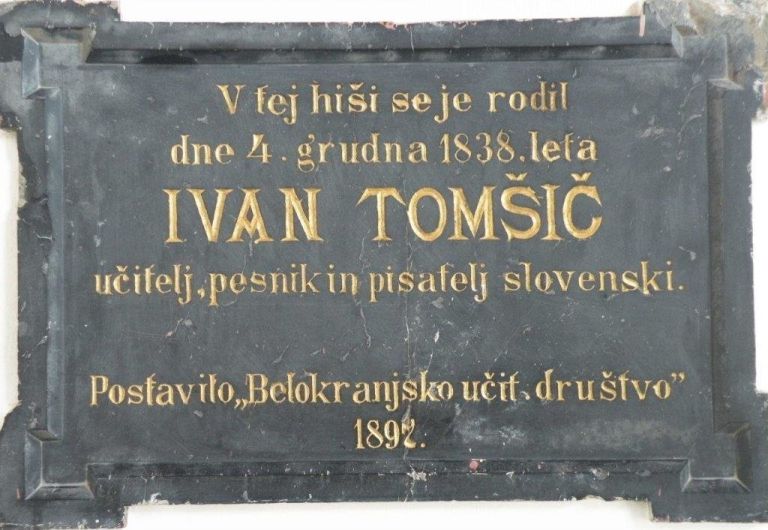 V tej hiši se je rodil
dne 4. grudna 1838. leta
IVAN TOMŠIČ
učitelj, pesnik in pisatelj slovenski.
Postavilo „Belokranjsko učit. društvo”
1892.